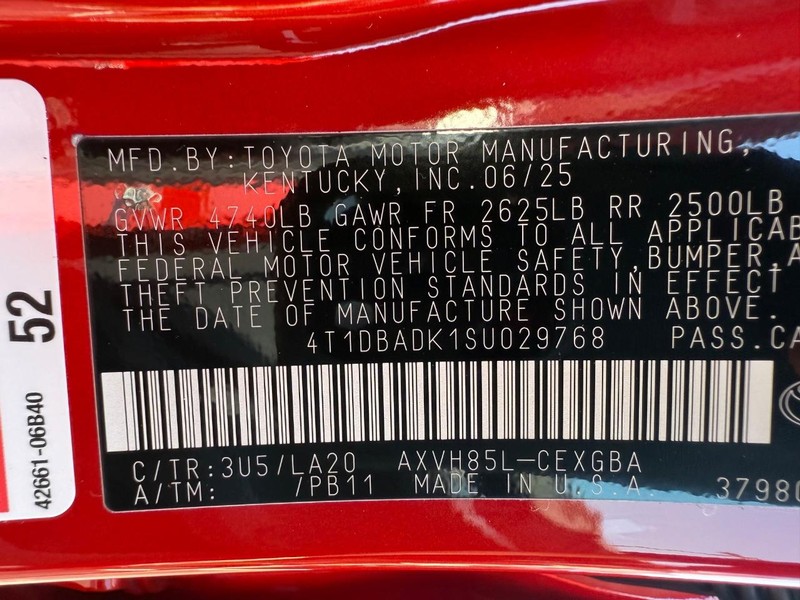 MFD.BY:TOYOTA MOTOR MANUFACTURING,
KENTUCKY,INC.06/25
GVWR 4740LB GAWR FR 2625LB RR 2500LB
THIS VEHICLE CONFORMS TO ALL APPLICAB
FEDERAL MOTOR VEHICLE SAFETY,BUMPER,A
THEFT PREVENTION STANDARDS IN EFFECT
THE DATE OF MANUFACTURE SHOWN ABOVE.
4T1DBADK1SU029768 PASS.CA
C/TR:3U5/LA20 AXVH85L-CEXGBA
A/TM: /PB11 MADE IN U.S.A. 37980
52
42661-06B40